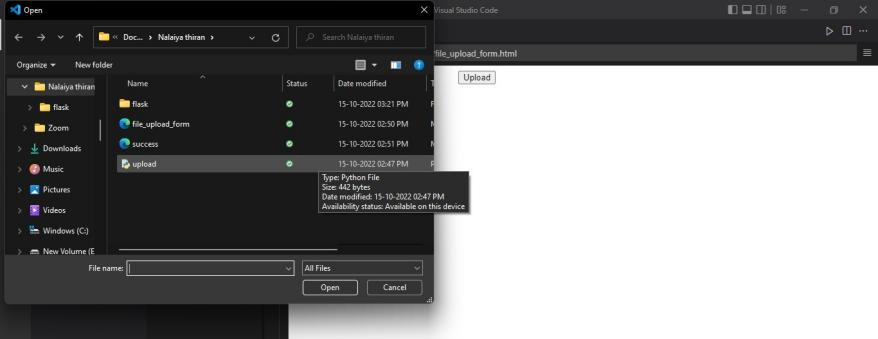 Open
Visual Studio Code
Doc... > Nalaiya thiran >
Search Nalaiya thiran
file_upload_form.html
Organize
New folder
Upload
Nalaiya thiran
flask
Zoom
Downloads
Music
Pictures
Videos
Windows (C:)
New Volume (E
Name Status Date modified T
flask 15-10-2022 03:21 PM F
file_upload_form 15-10-2022 02:50 PM M
success 15-10-2022 02:51 PM M
upload 15-10-2022 02:47 PM P
Type: Python File
Size: 442 bytes
Date modified: 15-10-2022 02:47 PM
Availability status: Available on this device
File name:
All Files
Open
Cancel